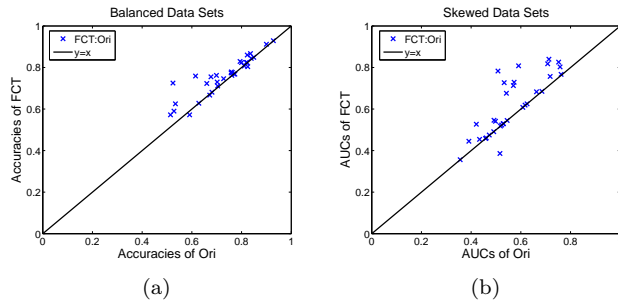 Balanced Data Sets
FCT:Ori
y=x
Accuracies of FCT
1
0.8
0.6
0.4
0.2
0
0 0.2 0.4 0.6 0.8 1
Accuracies of Ori
(a)
Skewed Data Sets
FCT:Ori
y=x
AUCs of FCT
1
0.8
0.6
0.4
0.2
0
0 0.2 0.4 0.6 0.8
AUCs of Ori
(b)